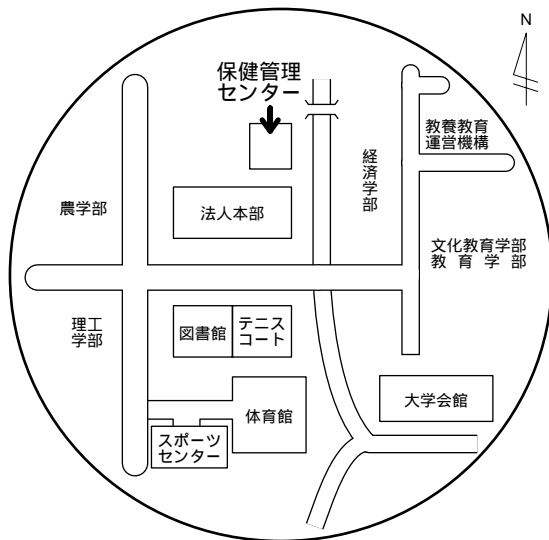 N
保健管理
センター
教養教育
運営機構
経済学部
農学部
法人本部
文化教育学部
教育学部
理工
学部
図書館
テニス
コート
大学会館
体育館
スポーツ
センター